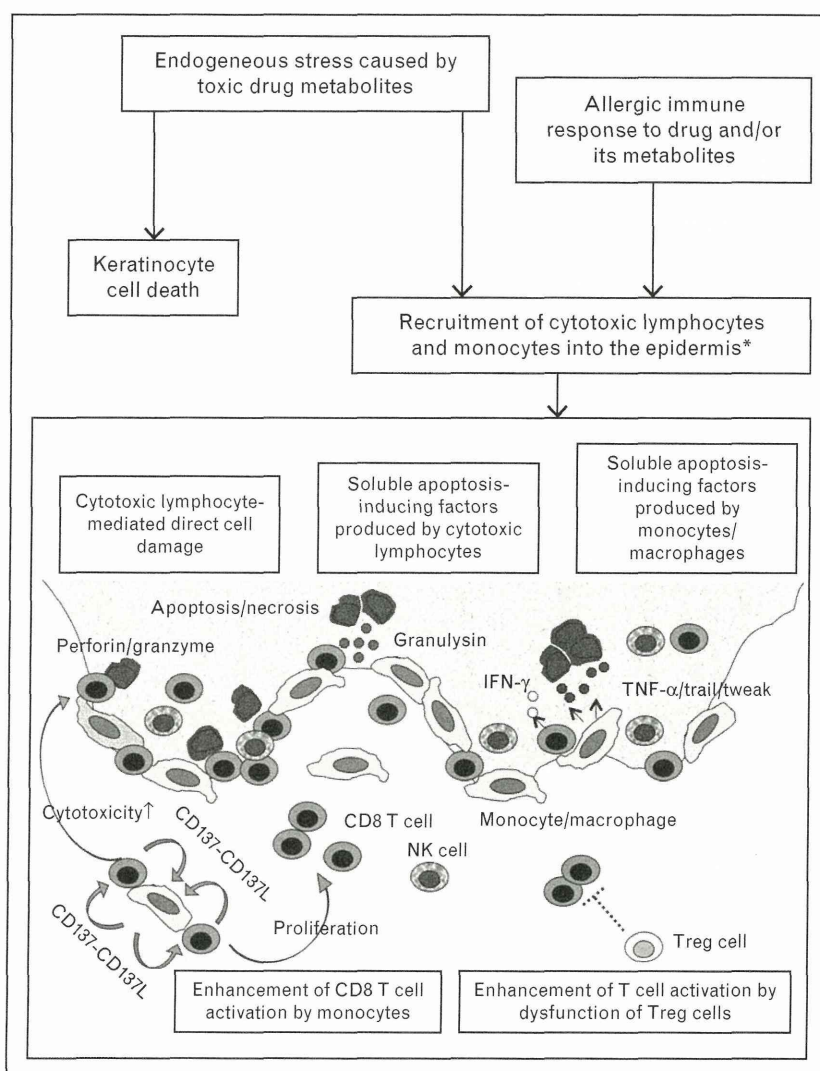 Endogeneous stress caused by
toxic drug metabolites
Allergic immune
response to drug and/or
its metabolites
Keratinocyte
cell death
Recruitment of cytotoxic lymphocytes
and monocytes into the epidermis*
Cytotoxic lymphocyte-
mediated direct cell
damage
Soluble apoptosis-
inducing factors
produced by cytotoxic
lymphocytes
Soluble apoptosis-
inducing factors
produced by
monocytes/
macrophages
Apoptosis/necrosis
Perforin/granzyme
Granulysin
IFN-γ
TNF-α/trail/tweak
Cytotoxicity↑
CD137-CD137L
CD8 T cell
Monocyte/macrophage
NK cell
CD137-CD137L
Proliferation
Treg cell
Enhancement of CD8 T cell
activation by monocytes
Enhancement of T cell activation by
dysfunction of Treg cells